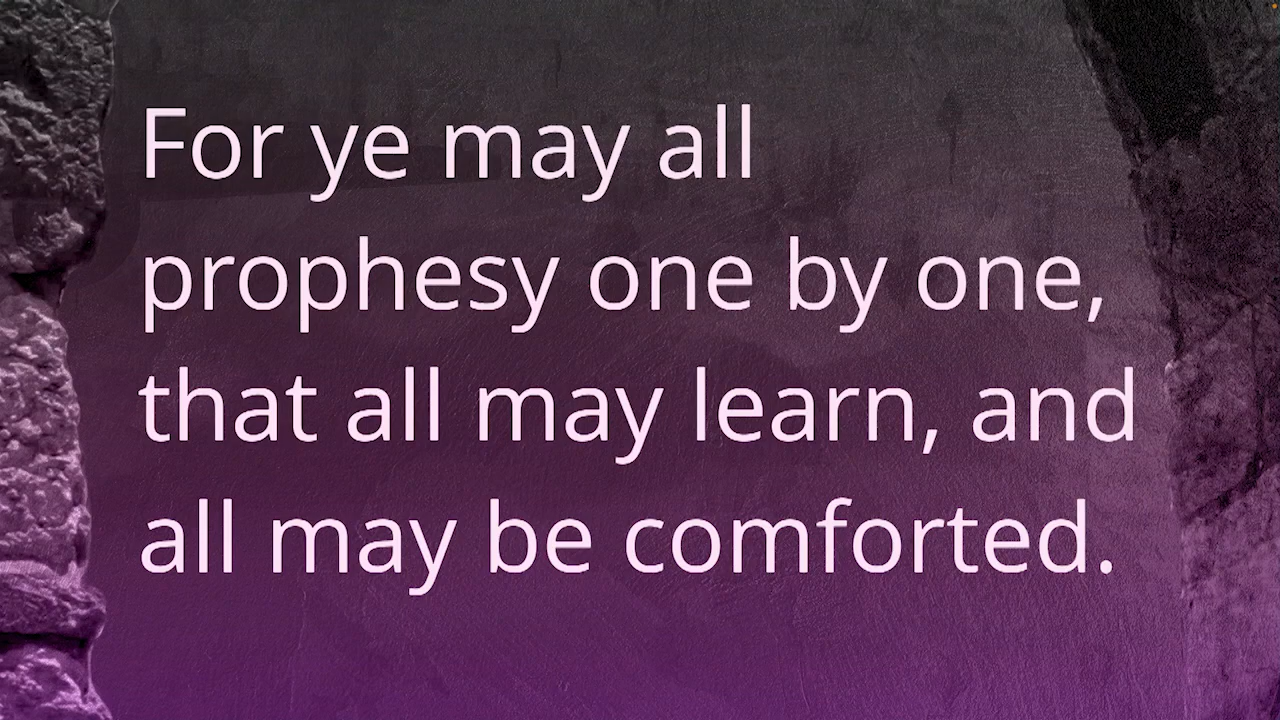 For ye may all
prophesy one by one,
that all may learn, and
all may be comforted.